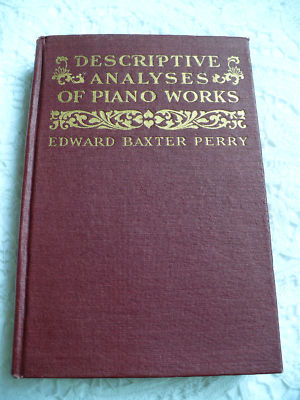 DESCRIPTIVE
ANALYSES
OF PIANO WORKS
EDWARD BAXTER PERRY